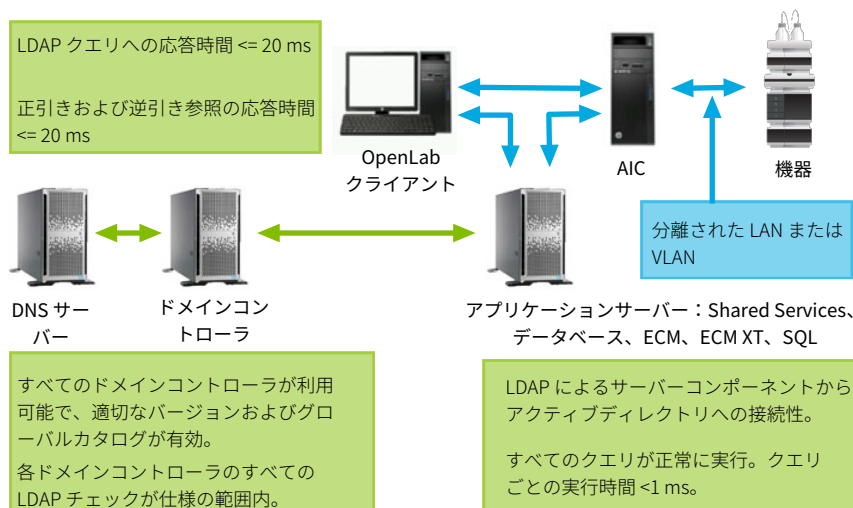 LDAP クエリへの応答時間 <= 20 ms
正引きおよび逆引き参照の応答時間
<= 20 ms
OpenLab
クライアント
AIC
機器
分離された LAN または
VLAN
DNS サー
バー
ドメインコン
トローラ
アプリケーションサーバー：Shared Services、
データベース、ECM、ECM XT、SQL
すべてのドメインコントローラが利用
可能で、適切なバージョンおよびグロ
ーバルカタログが有効。
各ドメインコントローラのすべての
LDAP チェックが仕様の範囲内。
LDAP によるサーバーコンポーネントから
アクティブディレクトリへの接続性。
すべてのクエリが正常に実行。クエリ
ごとの実行時間 <1 ms。